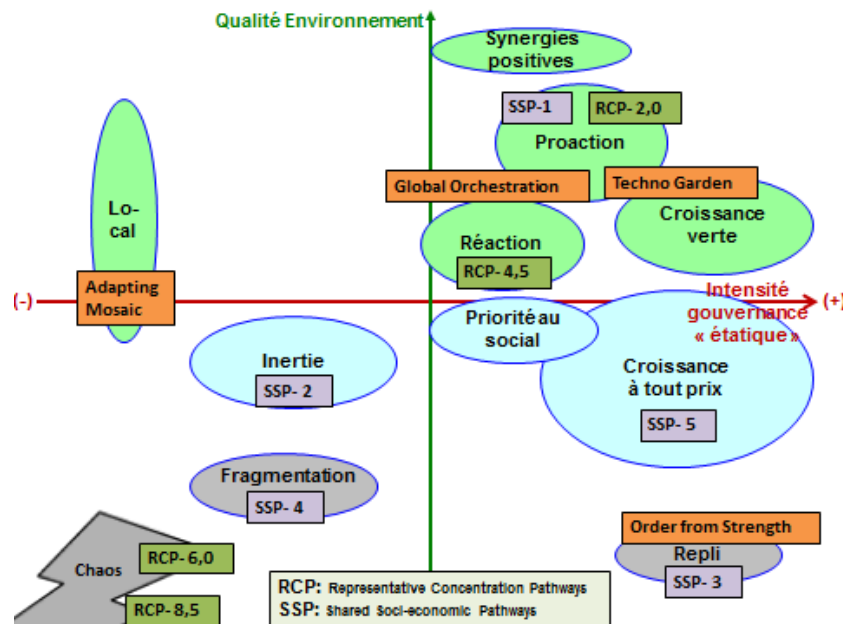 Qualité Environnement
Synergies
positives
SSP-1
RCP- 2,0
Proaction
Global Orchestration
Techno Garden
Lo-
cal
Croissance
verte
Réaction
RCP- 4,5
Adapting
Mosaic
(-)
(+)
Intensité
gouvernance
« étatique »
Priorité au
social
Inertie
SSP- 2
Croissance
à tout prix
SSP- 5
Fragmentation
SSP- 4
Order from Strength
Repli
SSP- 3
Chaos
RCP- 6,0
RCP- 8,5
RCP: Representative Concentration Pathways
SSP: Shared Soci-economic Pathways